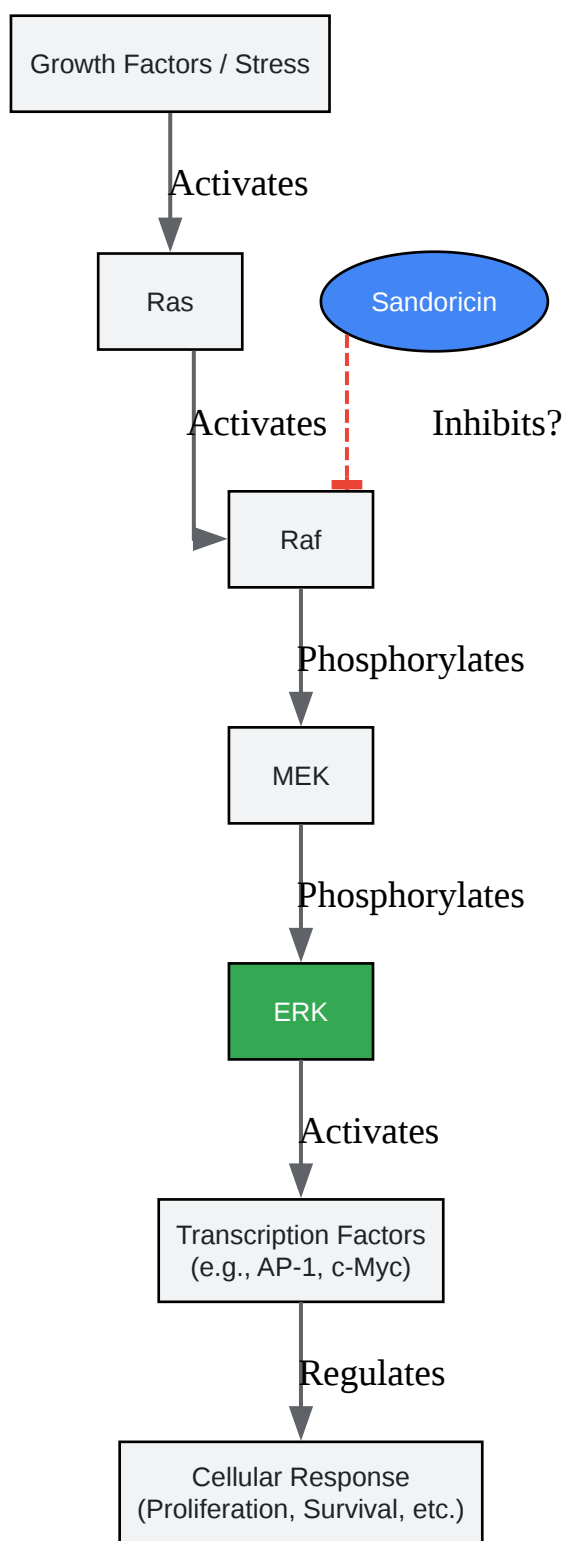 Growth Factors / Stress
Activates
Ras
Sandoricin
Activates
Inhibits?
Raf
Phosphorylates
MEK
Phosphorylates
ERK
Activates
Transcription Factors
(e.g., AP-1, c-Myc)
Regulates
Cellular Response
(Proliferation, Survival, etc.)